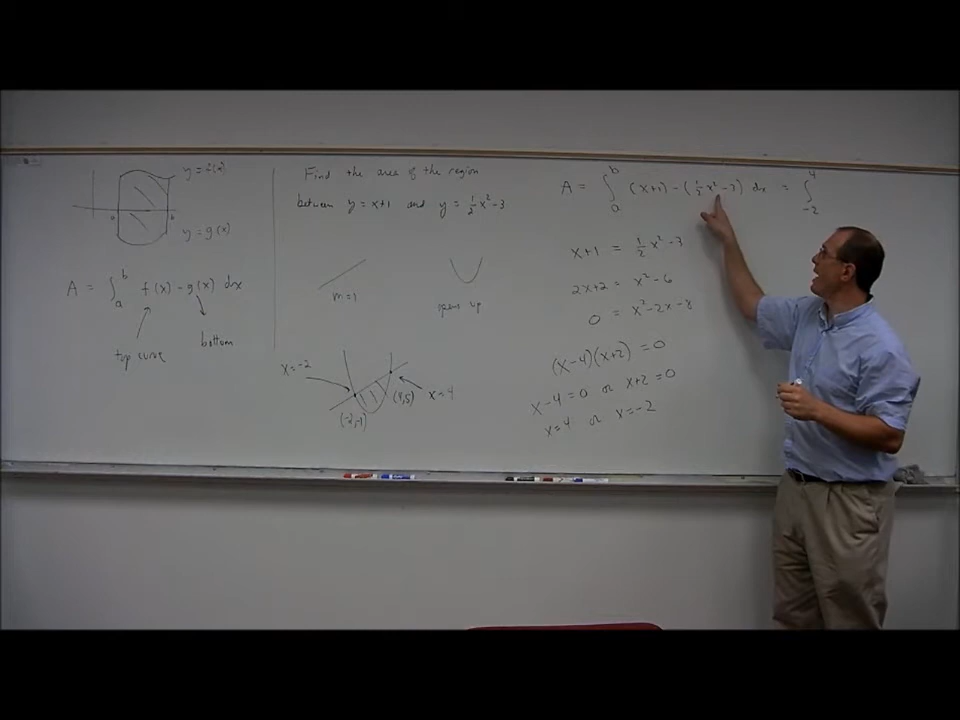 y = f(x)
a b
y = g(x)
A = ∫ₐᵇ f(x) - g(x) dx
top curve
bottom
Find the area of the region
between y = x+1 and y = ½x² - 3
m = 1
opens up
x = -2
(4,5) x = 4
(-2,-1)
A = ∫ₐᵇ (x+1) - (½x² - 3) dx = ∫₋₂⁴
x+1 = ½x² - 3
2x+2 = x² - 6
0 = x² - 2x - 8
(x-4)(x+2) = 0
x-4 = 0 or x+2 = 0
x = 4 or x = -2